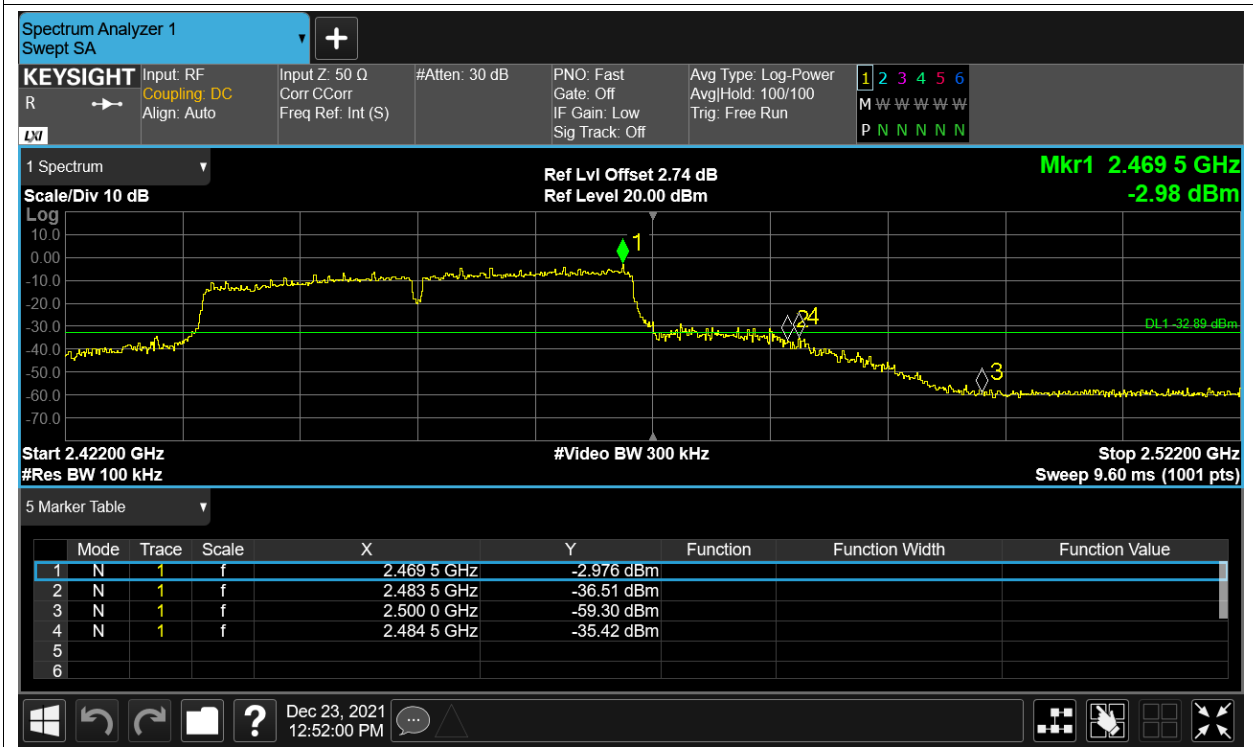 Spectrum Analyzer 1
Swept SA
KEYSIGHT
R
LXI
Input: RF
Coupling: DC
Align: Auto
Input Z: 50 Ω
Corr CCorr
Freq Ref: Int (S)
#Atten: 30 dB
PNO: Fast
Gate: Off
IF Gain: Low
Sig Track: Off
Avg Type: Log-Power
Avg|Hold: 100/100
Trig: Free Run
1 2 3 4 5 6
M W W W W W
P N N N N N
1 Spectrum
Scale/Div 10 dB
Ref Lvl Offset 2.74 dB
Ref Level 20.00 dBm
Mkr1 2.469 5 GHz
-2.98 dBm
Log
10.0
0.00
-10.0
-20.0
-30.0
-40.0
-50.0
-60.0
-70.0
1
24
3
DL1 -32.89 dBm
Start 2.42200 GHz
#Res BW 100 kHz
#Video BW 300 kHz
Stop 2.52200 GHz
Sweep 9.60 ms (1001 pts)
5 Marker Table
Mode Trace Scale X Y Function Function Width Function Value
1 N 1 f 2.469 5 GHz -2.976 dBm
2 N 1 f 2.483 5 GHz -36.51 dBm
3 N 1 f 2.500 0 GHz -59.30 dBm
4 N 1 f 2.484 5 GHz -35.42 dBm
5
6
?
Dec 23, 2021
12:52:00 PM